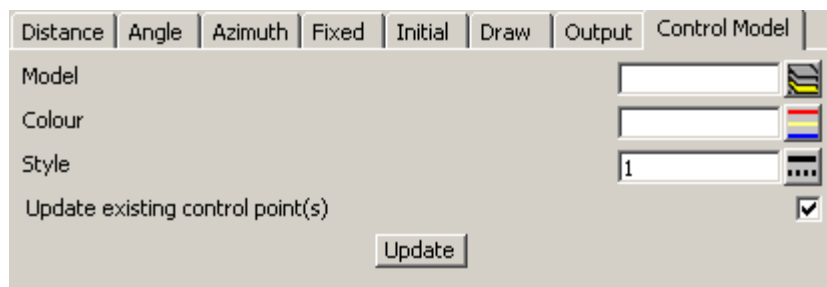 Distance Angle Azimuth Fixed Initial Draw Output Control Model
Model
Colour
Style 1
Update existing control point(s)
Update